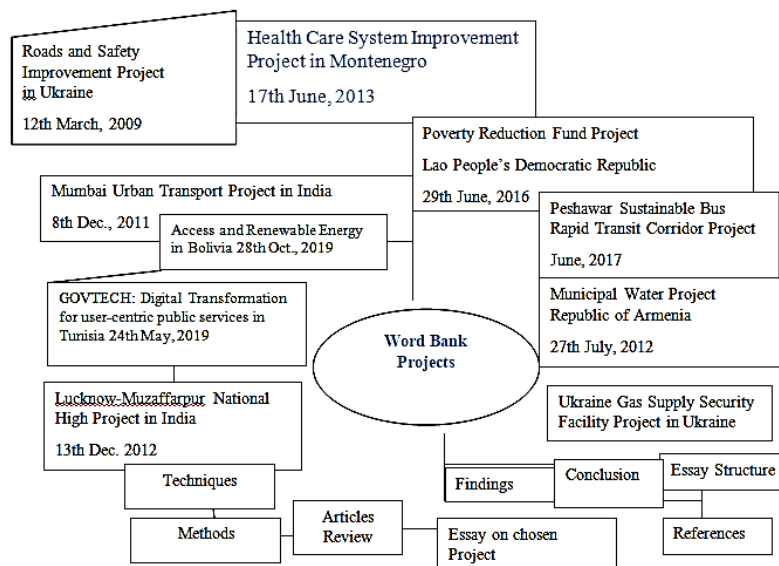 Roads and Safety
Improvement Project
in Ukraine
12th March, 2009
Health Care System Improvement
Project in Montenegro
17th June, 2013
Poverty Reduction Fund Project
Lao People's Democratic Republic
29th June, 2016
Mumbai Urban Transport Project in India
8th Dec., 2011
Peshawar Sustainable Bus
Rapid Transit Corridor Project
June, 2017
Access and Renewable Energy
in Bolivia 28th Oct., 2019
GOVTECH: Digital Transformation
for user-centric public services in
Tunisia 24th May, 2019
Municipal Water Project
Republic of Armenia
27th July, 2012
Word Bank
Projects
Lucknow-Muzaffarpur National
High Project in India
13th Dec. 2012
Ukraine Gas Supply Security
Facility Project in Ukraine
Techniques
Findings
Conclusion
Essay Structure
Methods
Articles
Review
Essay on chosen
Project
References